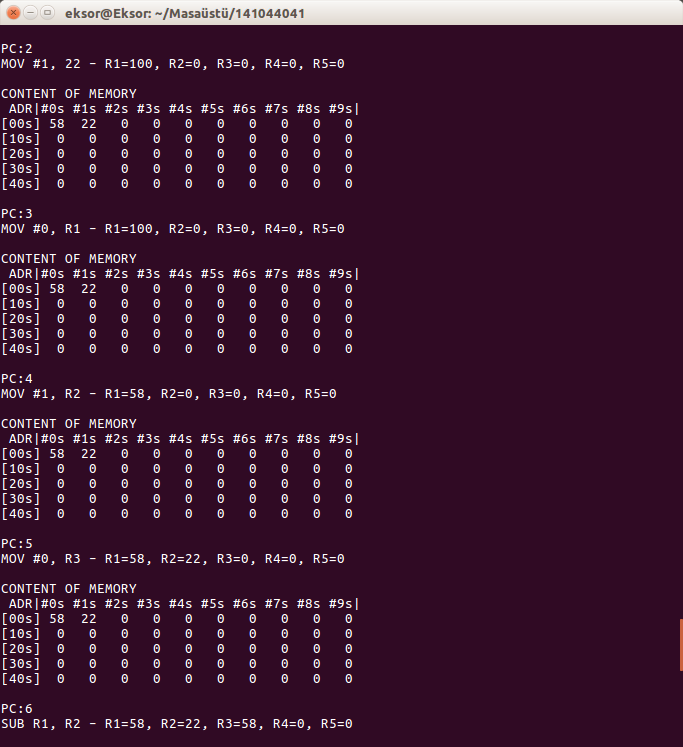 eksor@Eksor: ~/Masaüstü/141044041
PC:2
MOV #1, 22 - R1=100, R2=0, R3=0, R4=0, R5=0
CONTENT OF MEMORY
ADR|#0s #1s #2s #3s #4s #5s #6s #7s #8s #9s|
[00s] 58 22 0 0 0 0 0 0 0 0
[10s] 0 0 0 0 0 0 0 0 0 0
[20s] 0 0 0 0 0 0 0 0 0 0
[30s] 0 0 0 0 0 0 0 0 0 0
[40s] 0 0 0 0 0 0 0 0 0 0
PC:3
MOV #0, R1 - R1=100, R2=0, R3=0, R4=0, R5=0
CONTENT OF MEMORY
ADR|#0s #1s #2s #3s #4s #5s #6s #7s #8s #9s|
[00s] 58 22 0 0 0 0 0 0 0 0
[10s] 0 0 0 0 0 0 0 0 0 0
[20s] 0 0 0 0 0 0 0 0 0 0
[30s] 0 0 0 0 0 0 0 0 0 0
[40s] 0 0 0 0 0 0 0 0 0 0
PC:4
MOV #1, R2 - R1=58, R2=0, R3=0, R4=0, R5=0
CONTENT OF MEMORY
ADR|#0s #1s #2s #3s #4s #5s #6s #7s #8s #9s|
[00s] 58 22 0 0 0 0 0 0 0 0
[10s] 0 0 0 0 0 0 0 0 0 0
[20s] 0 0 0 0 0 0 0 0 0 0
[30s] 0 0 0 0 0 0 0 0 0 0
[40s] 0 0 0 0 0 0 0 0 0 0
PC:5
MOV #0, R3 - R1=58, R2=22, R3=0, R4=0, R5=0
CONTENT OF MEMORY
ADR|#0s #1s #2s #3s #4s #5s #6s #7s #8s #9s|
[00s] 58 22 0 0 0 0 0 0 0 0
[10s] 0 0 0 0 0 0 0 0 0 0
[20s] 0 0 0 0 0 0 0 0 0 0
[30s] 0 0 0 0 0 0 0 0 0 0
[40s] 0 0 0 0 0 0 0 0 0 0
PC:6
SUB R1, R2 - R1=58, R2=22, R3=58, R4=0, R5=0